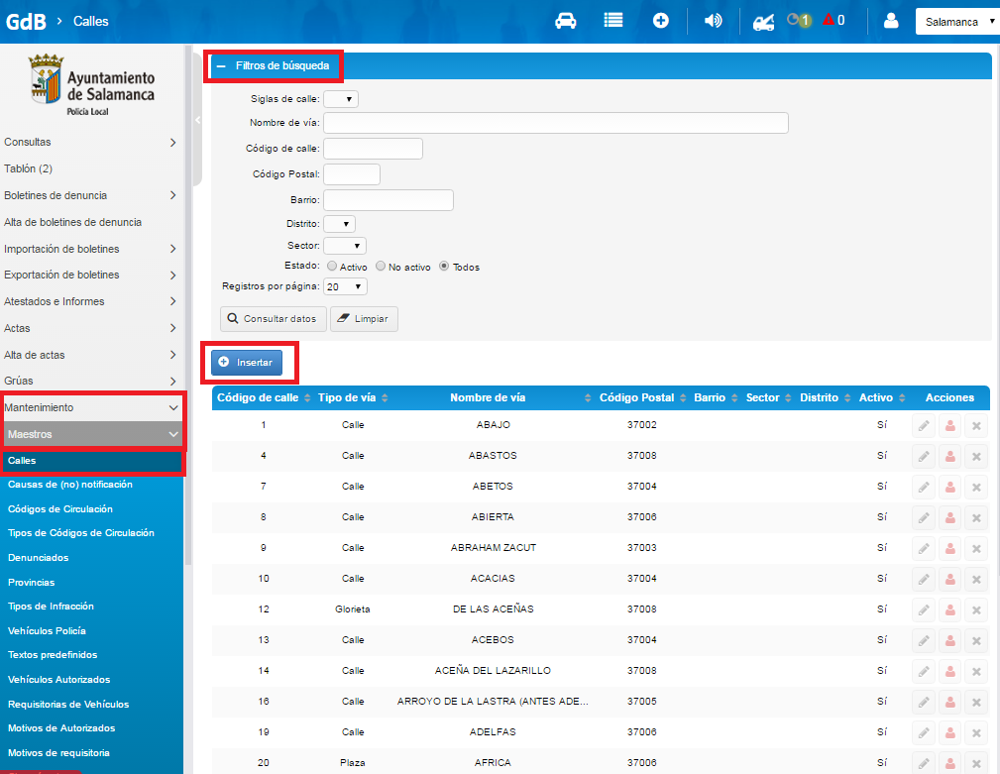 GdB > Calles 1 0 Salamanca
Ayuntamiento
de Salamanca
Policía Local
Consultas
Tablón (2)
Boletines de denuncia
Alta de boletines de denuncia
Importación de boletines
Exportación de boletines
Atestados e Informes
Actas
Alta de actas
Grúas
Mantenimiento
Maestros
Calles
Causas de (no) notificación
Códigos de Circulación
Tipos de Códigos de Circulación
Denunciados
Provincias
Tipos de Infracción
Vehículos Policía
Textos predefinidos
Vehículos Autorizados
Requisitorias de Vehículos
Motivos de Autorizados
Motivos de requisitoria
Filtros de búsqueda
Siglas de calle:
Nombre de vía:
Código de calle:
Código Postal:
Barrio:
Distrito:
Sector:
Estado: Activo No activo Todos
Registros por página: 20
Consultar datos Limpiar
Insertar
Código de calle Tipo de vía Nombre de vía Código Postal Barrio Sector Distrito Activo Acciones
1 Calle ABAJO 37002 Sí
4 Calle ABASTOS 37008 Sí
7 Calle ABETOS 37004 Sí
8 Calle ABIERTA 37006 Sí
9 Calle ABRAHAM ZACUT 37003 Sí
10 Calle ACACIAS 37004 Sí
12 Glorieta DE LAS ACEÑAS 37008 Sí
13 Calle ACEBOS 37004 Sí
14 Calle ACEÑA DEL LAZARILLO 37008 Sí
16 Calle ARROYO DE LA LASTRA (ANTES ADE... 37005 Sí
19 Calle ADELFAS 37006 Sí
20 Plaza AFRICA 37006 Sí